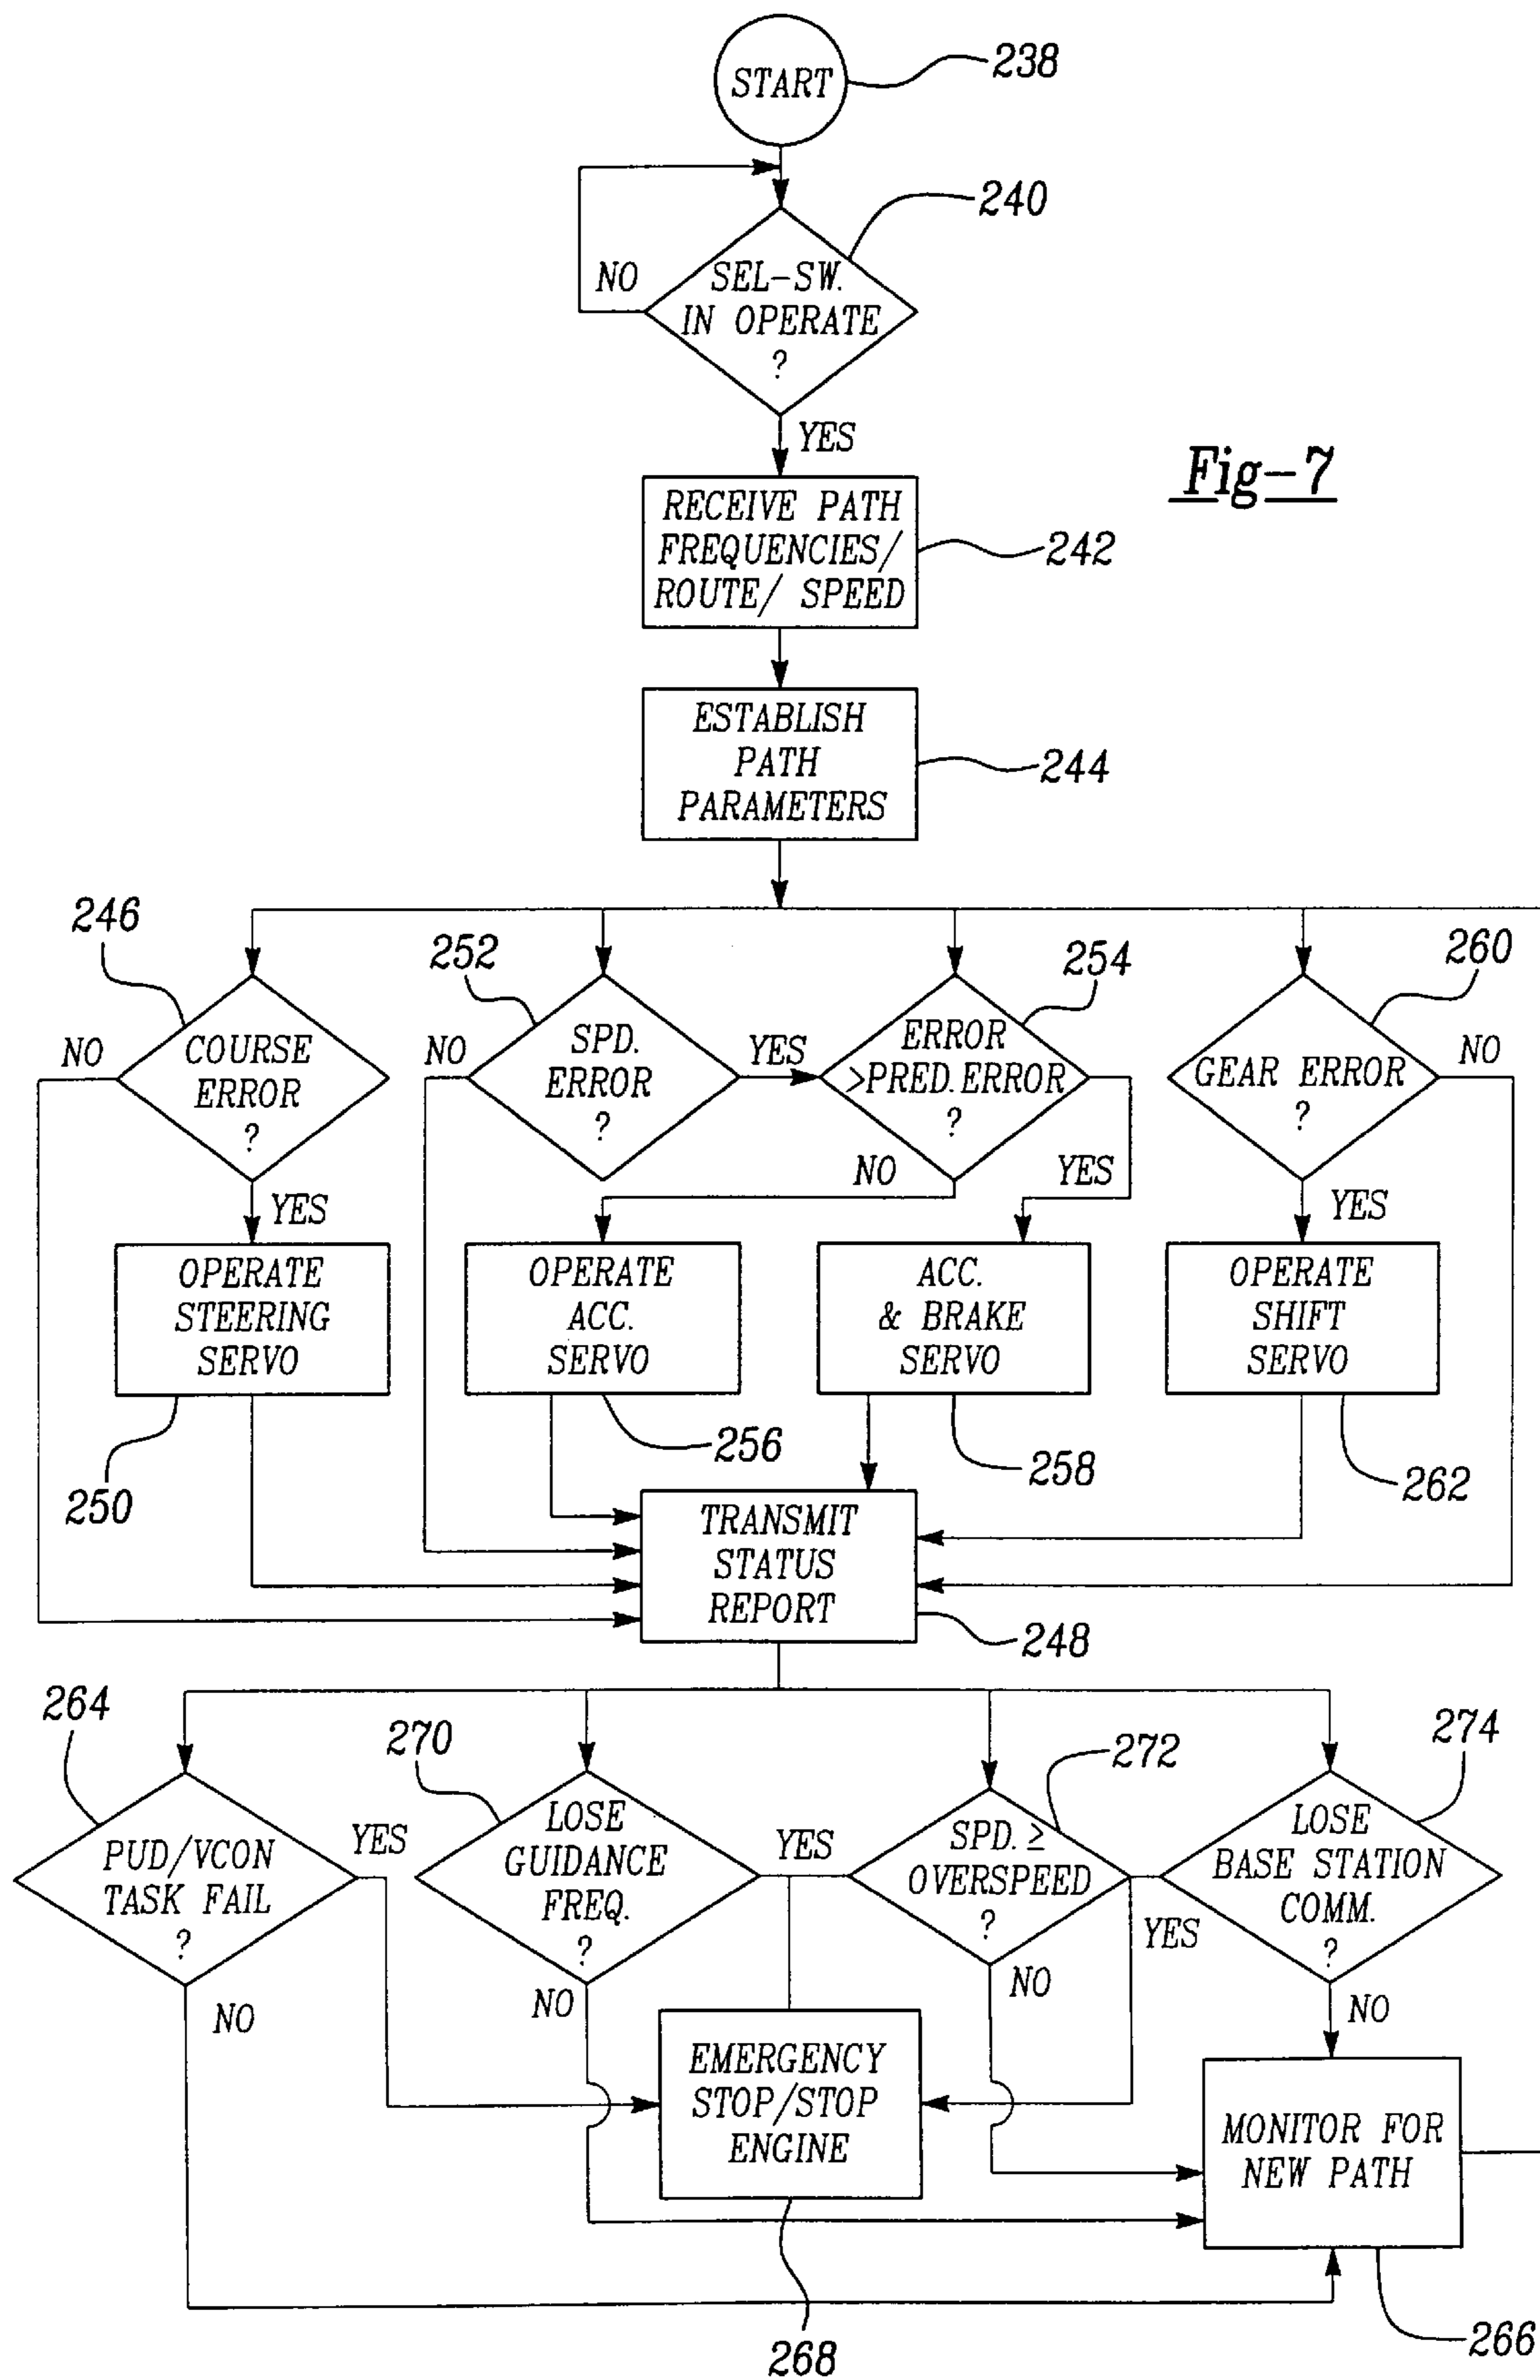 START
238
240
NO
SEL-SW.
IN OPERATE
?
YES
Fig-7
RECEIVE PATH
FREQUENCIES/
ROUTE/ SPEED
242
ESTABLISH
PATH
PARAMETERS
244
246
252
254
260
NO
COURSE
ERROR
?
NO
SPD.
ERROR
?
YES
ERROR
>PRED.ERROR
?
GEAR ERROR
?
NO
YES
NO
YES
YES
OPERATE
STEERING
SERVO
OPERATE
ACC.
SERVO
ACC.
& BRAKE
SERVO
OPERATE
SHIFT
SERVO
250
256
258
262
TRANSMIT
STATUS
REPORT
248
264
270
272
274
PUD/VCON
TASK FAIL
?
YES
LOSE
GUIDANCE
FREQ.
?
YES
SPD.≥
OVERSPEED
?
YES
LOSE
BASE STATION
COMM.
?
NO
NO
NO
NO
EMERGENCY
STOP/STOP
ENGINE
MONITOR FOR
NEW PATH
268
266